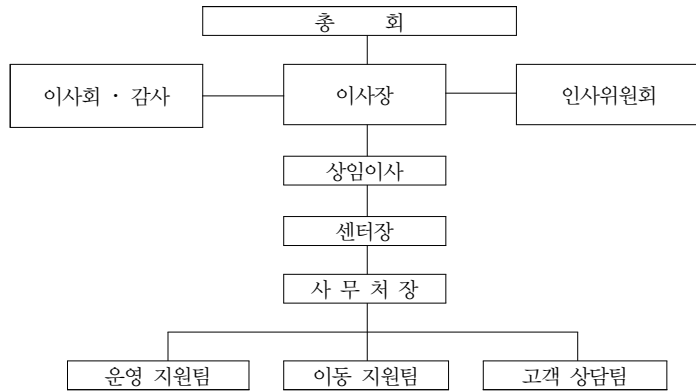 총 회
이사회 · 감사
이사장
인사위원회
상임이사
센터장
사 무 처 장
운영 지원팀
이동 지원팀
고객 상담팀